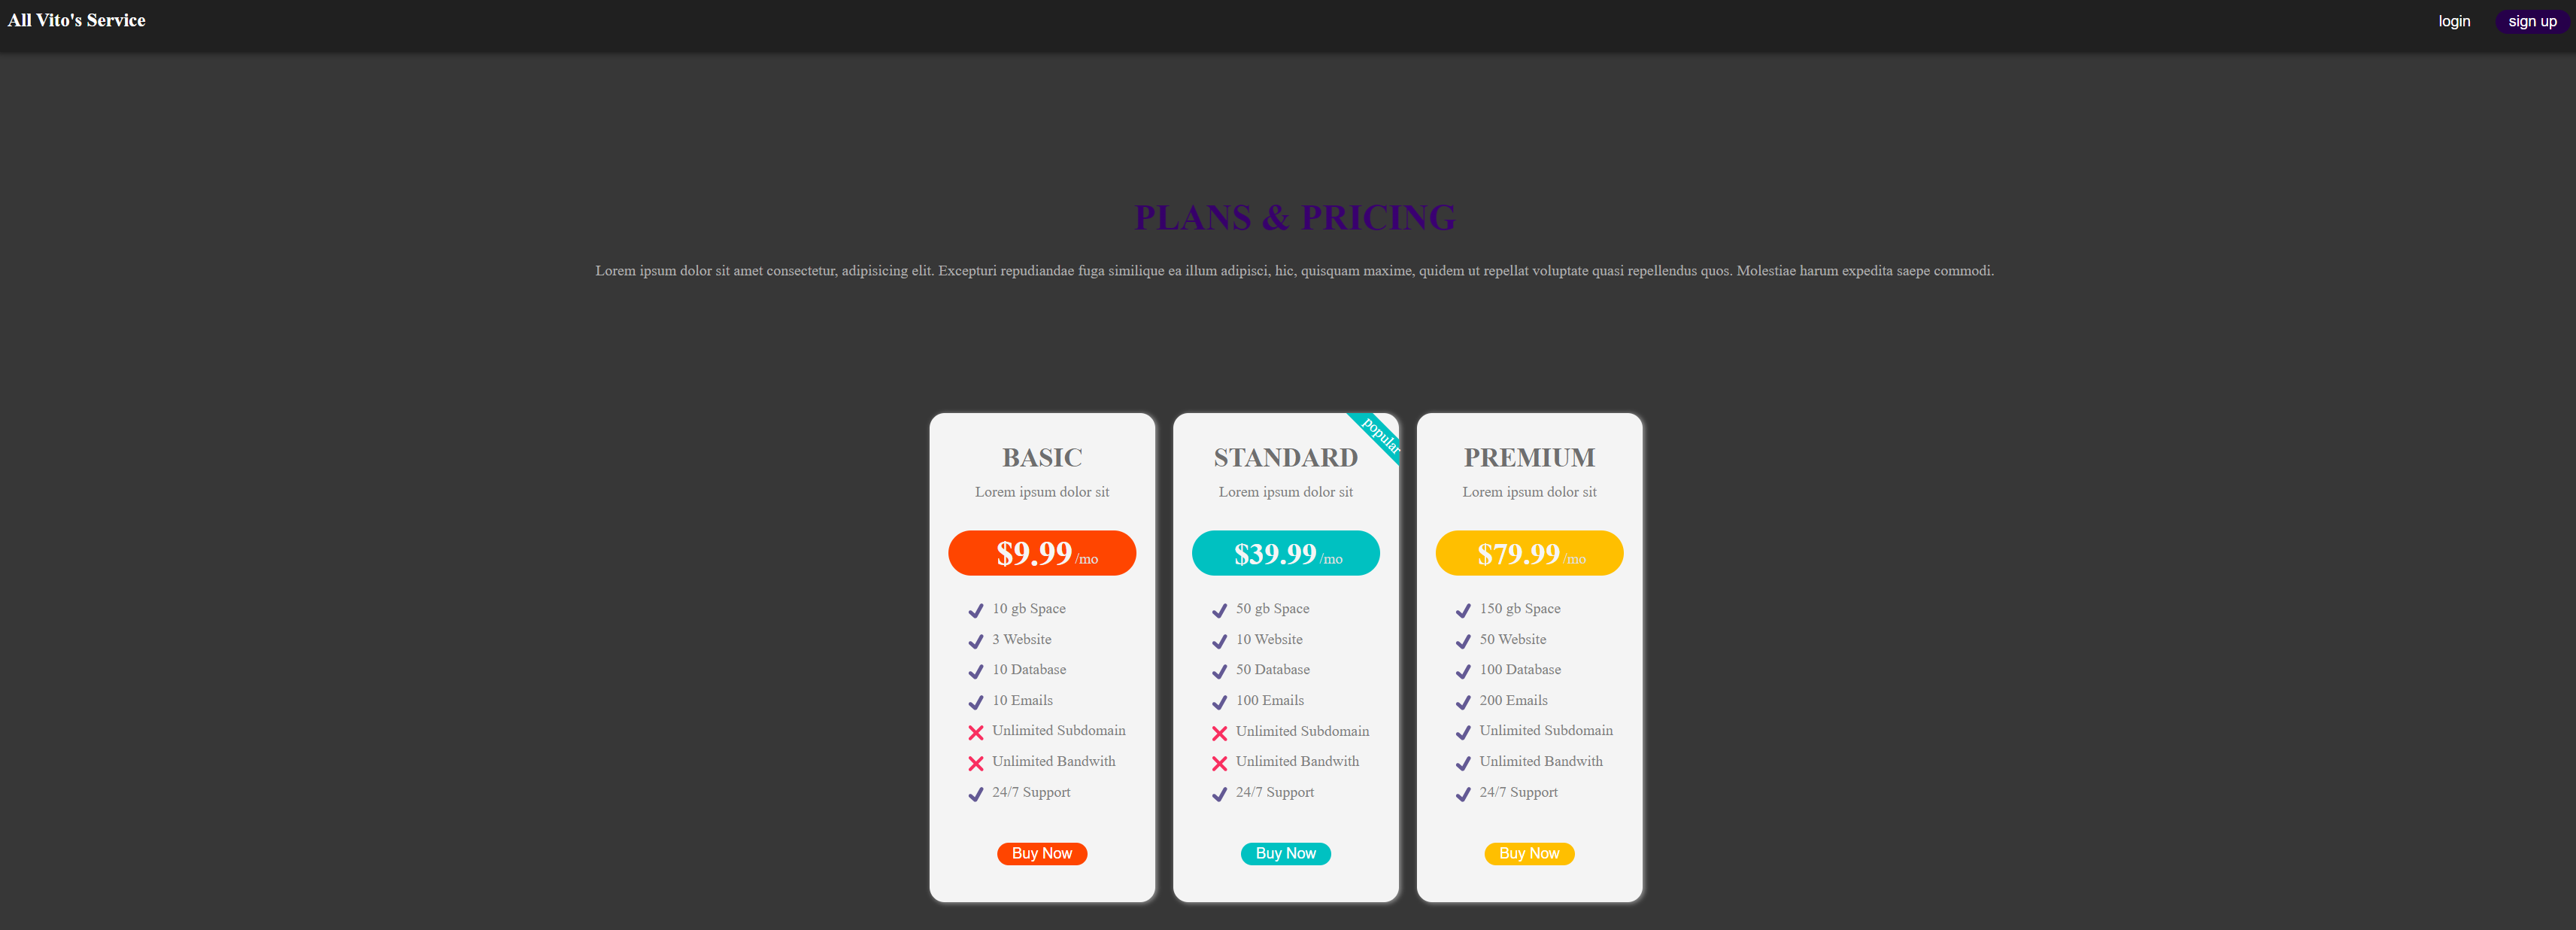 All Vito's Service
login
sign up
PLANS & PRICING
Lorem ipsum dolor sit amet consectetur, adipisicing elit. Excepturi repudiandae fuga similique ea illum adipisci, hic, quisquam maxime, quidem ut repellat voluptate quasi repellendus quos. Molestiae harum expedita saepe commodi.
BASIC
Lorem ipsum dolor sit
$9.99/mo
10 gb Space
3 Website
10 Database
10 Emails
Unlimited Subdomain
Unlimited Bandwith
24/7 Support
Buy Now
popular
STANDARD
Lorem ipsum dolor sit
$39.99/mo
50 gb Space
10 Website
50 Database
100 Emails
Unlimited Subdomain
Unlimited Bandwith
24/7 Support
Buy Now
PREMIUM
Lorem ipsum dolor sit
$79.99/mo
150 gb Space
50 Website
100 Database
200 Emails
Unlimited Subdomain
Unlimited Bandwith
24/7 Support
Buy Now